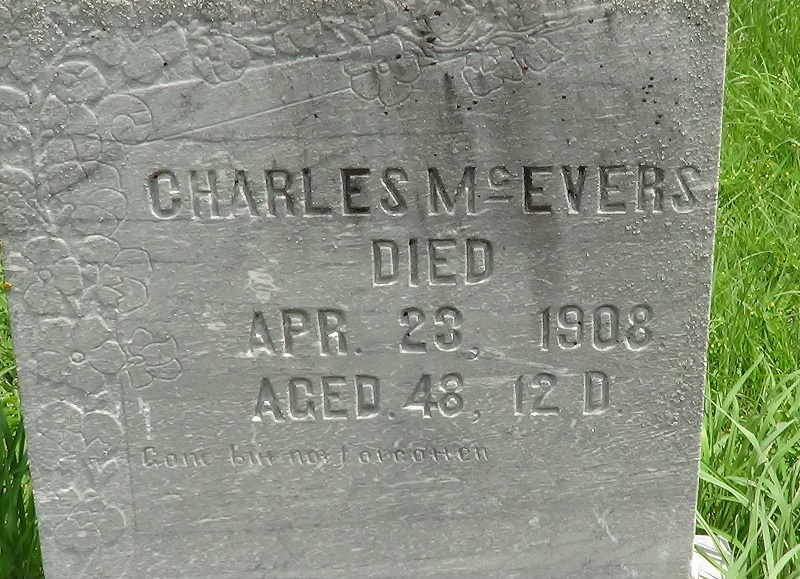 CHARLES McEVERS
DIED
APR. 23, 1908.
AGED. 48, 12 D.
Gone but not forgotten